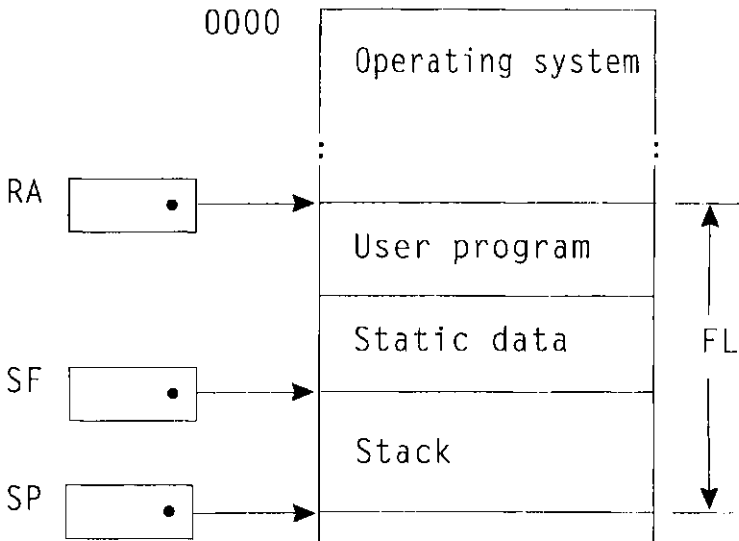 0000
Operating system
RA
User program
Static data
FL
SF
Stack
SP